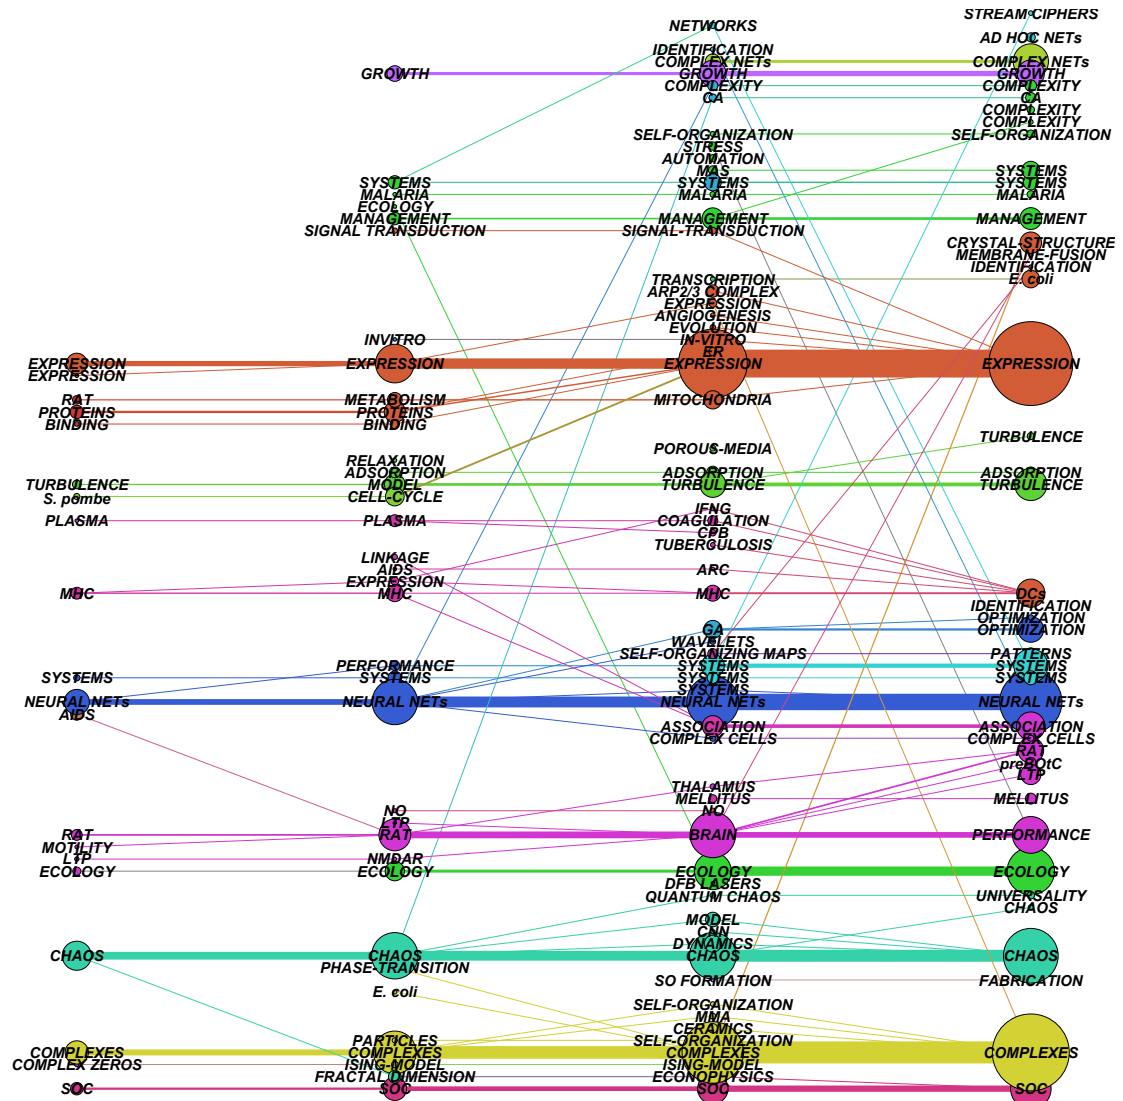 STREAM CIPHERS
NETWORKS
AD HOC NETs
IDENTIFICATION
COMPLEX NETs
COMPLEX NETs
GROWTH
GROWTH
GROWTH
COMPLEXITY
COMPLEXITY
CA
CA
COMPLEXITY
COMPLEXITY
SELF-ORGANIZATION
SELF-ORGANIZATION
STRESS
AUTOMATION
MAS
SYSTEMS
SYSTEMS
SYSTEMS
SYSTEMS
MALARIA
MALARIA
MALARIA
ECOLOGY
MANAGEMENT
MANAGEMENT
MANAGEMENT
SIGNAL TRANSDUCTION
SIGNAL-TRANSDUCTION
CRYSTAL-STRUCTURE
MEMBRANE-FUSION
IDENTIFICATION
TRANSCRIPTION
E. coli
ARP2/3 COMPLEX
EXPRESSION
ANGIOGENESIS
EVOLUTION
INVITRO
IN-VITRO
ER
EXPRESSION
EXPRESSION
EXPRESSION
EXPRESSION
EXPRESSION
RAT
METABOLISM
MITOCHONDRIA
PROTEINS
PROTEINS
BINDING
BINDING
TURBULENCE
POROUS-MEDIA
RELAXATION
ADSORPTION
ADSORPTION
ADSORPTION
TURBULENCE
MODEL
TURBULENCE
TURBULENCE
S. pombe
CELL-CYCLE
IFNG
PLASMA
PLASMA
COAGULATION
CPB
TUBERCULOSIS
LINKAGE
AIDS
ARC
EXPRESSION
MHC
MHC
MHC
DCs
IDENTIFICATION
OPTIMIZATION
GA
OPTIMIZATION
WAVELETS
SELF-ORGANIZING MAPS
PATTERNS
PERFORMANCE
SYSTEMS
SYSTEMS
SYSTEMS
SYSTEMS
SYSTEMS
SYSTEMS
SYSTEMS
NEURAL NETs
NEURAL NETs
NEURAL NETs
NEURAL NETs
AIDS
ASSOCIATION
ASSOCIATION
COMPLEX CELLS
COMPLEX CELLS
RAT
preBOtC
LTP
THALAMUS
MELLITUS
MELLITUS
NO
NO
LTP
RAT
RAT
BRAIN
PERFORMANCE
MOTILITY
LTP
NMDAR
ECOLOGY
ECOLOGY
ECOLOGY
ECOLOGY
DFB LASERS
QUANTUM CHAOS
UNIVERSALITY
CHAOS
MODEL
CNN
DYNAMICS
CHAOS
CHAOS
CHAOS
CHAOS
PHASE-TRANSITION
SO FORMATION
FABRICATION
E. coli
SELF-ORGANIZATION
MMA
CERAMICS
PARTICLES
SELF-ORGANIZATION
COMPLEXES
COMPLEXES
COMPLEXES
COMPLEXES
COMPLEX ZEROS
ISING-MODEL
ISING-MODEL
FRACTAL DIMENSION
ECONOPHYSICS
SOC
SOC
SOC
SOC